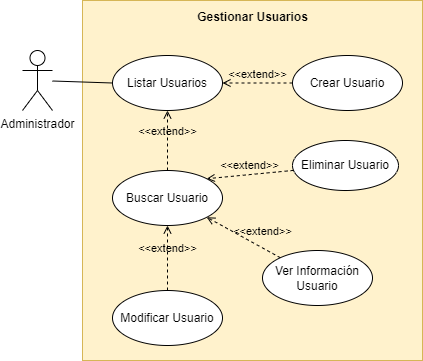 Gestionar Usuarios
Listar Usuarios
<<extend>>
Crear Usuario
Administrador
<<extend>>
<<extend>>
Eliminar Usuario
Buscar Usuario
<<extend>>
<<extend>>
Ver Información
Usuario
Modificar Usuario